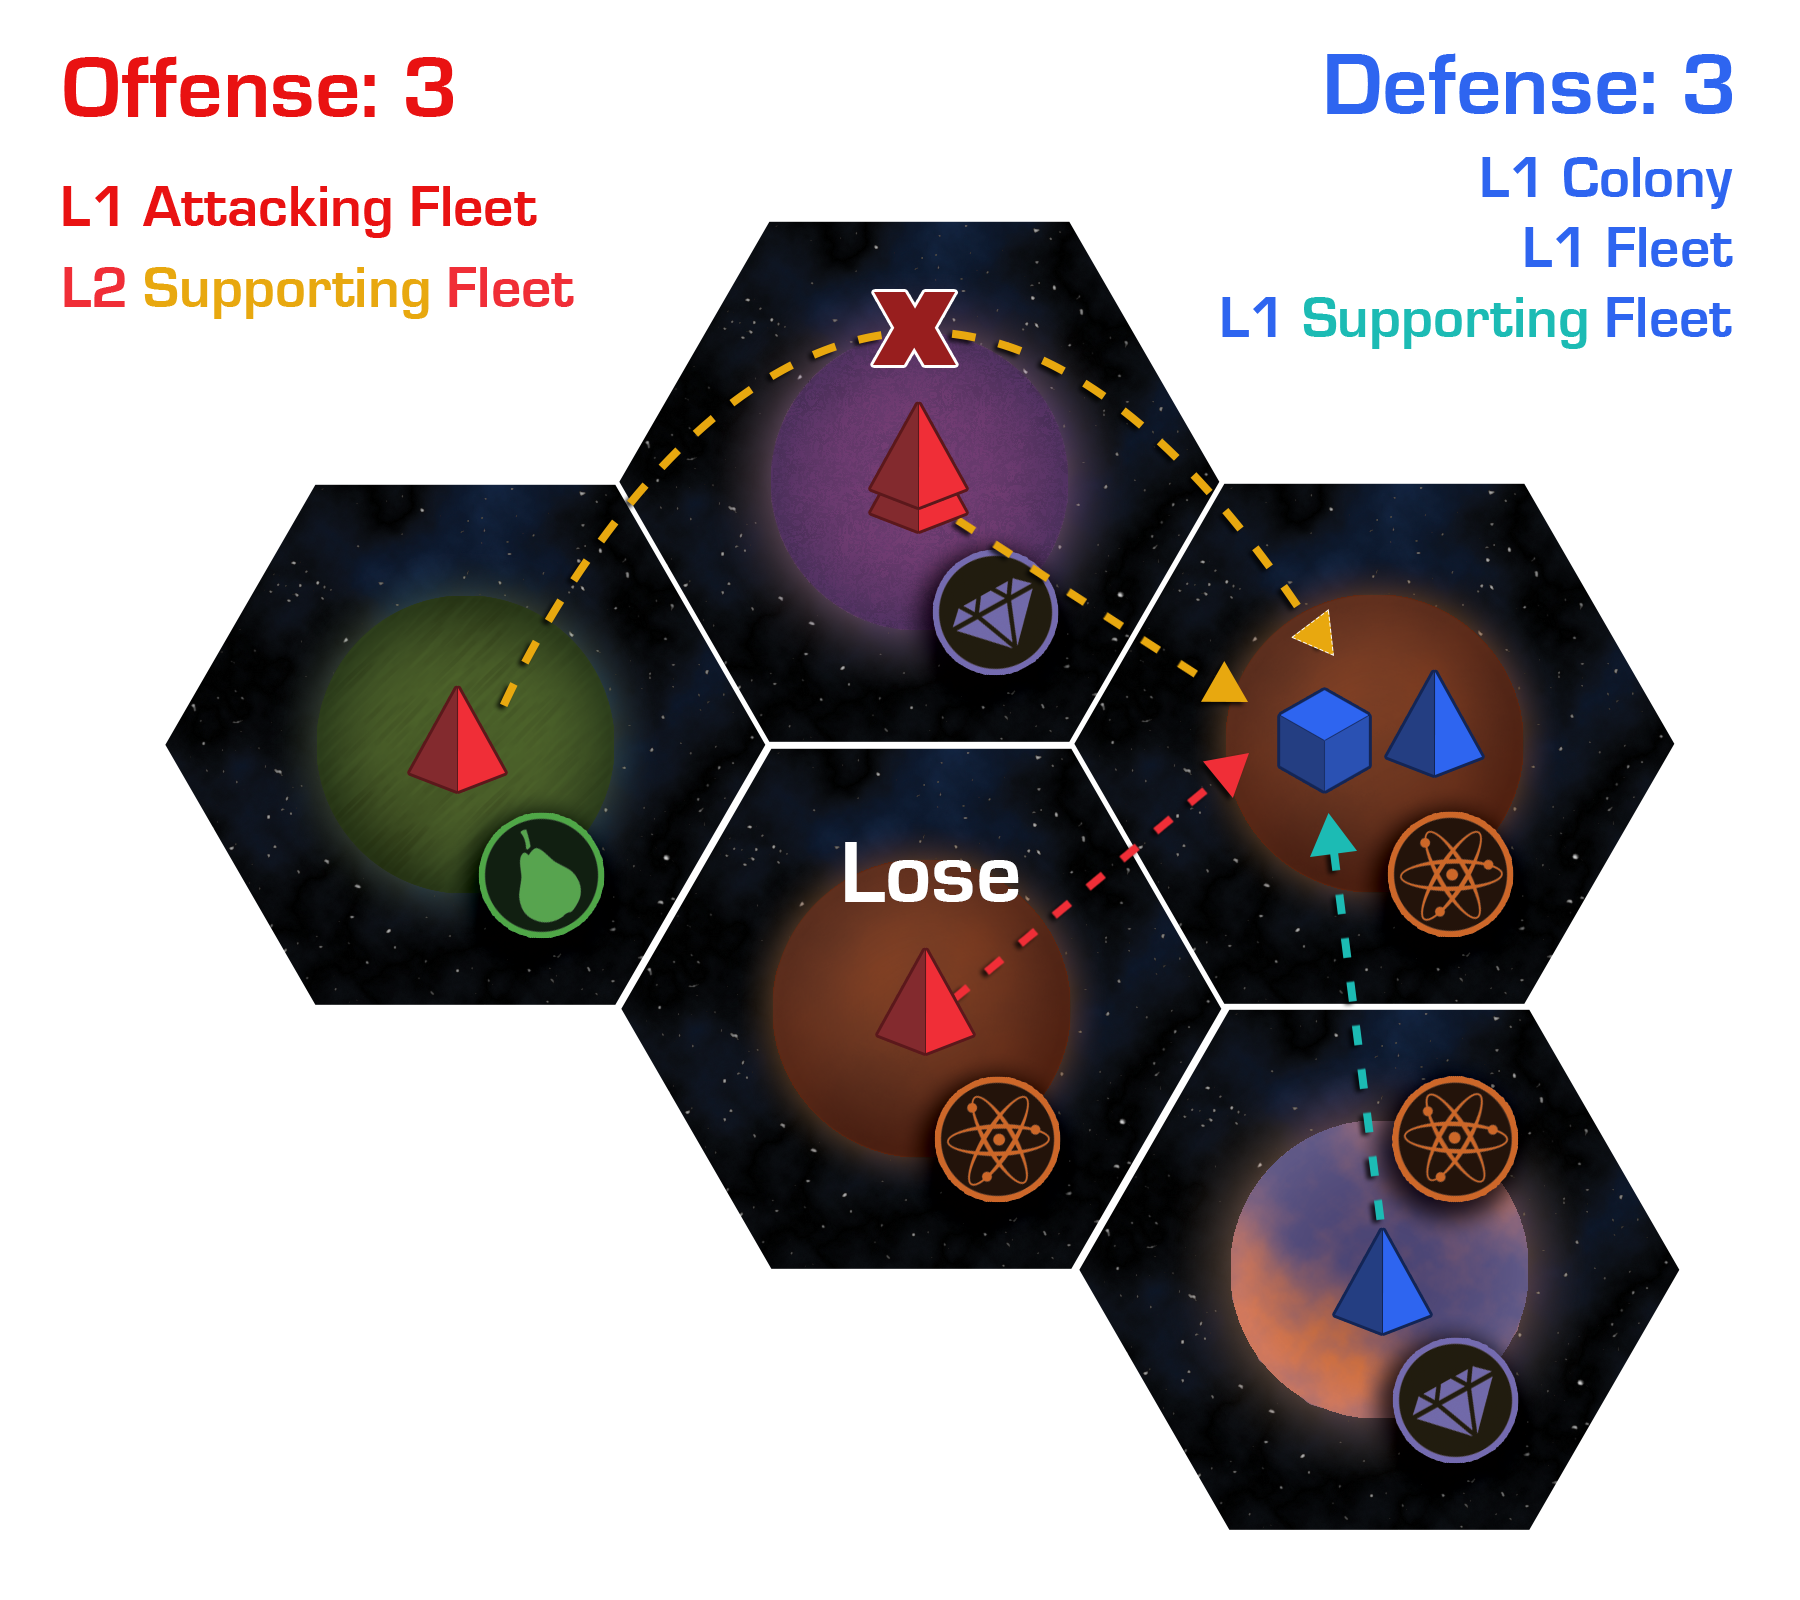 Offense: 3
L1 Attacking Fleet
L2 Supporting Fleet
Defense: 3
L1 Colony
L1 Fleet
L1 Supporting Fleet
X
Lose